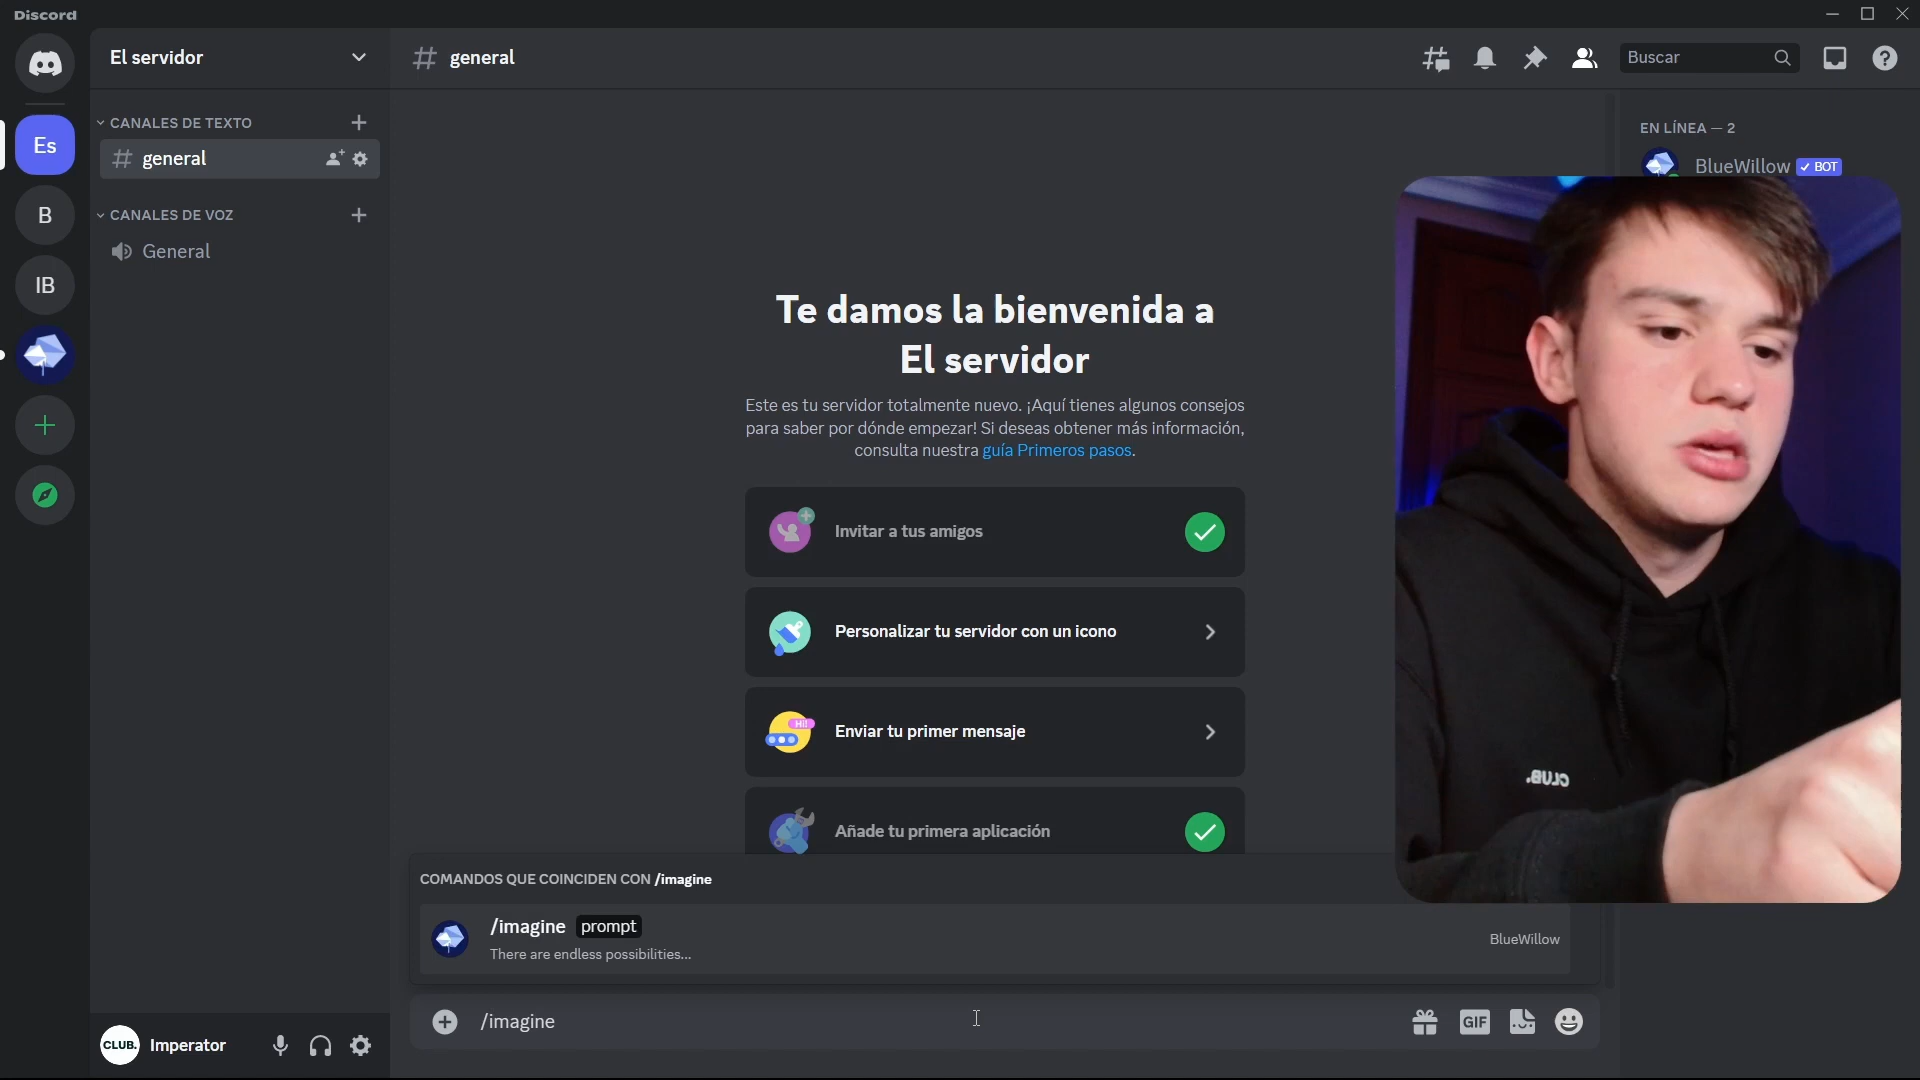 Discord
El servidor
general
Buscar
Es
B
IB
CANALES DE TEXTO
general
CANALES DE VOZ
General
EN LÍNEA — 2
BlueWillow BOT
Te damos la bienvenida a
El servidor
Este es tu servidor totalmente nuevo. ¡Aquí tienes algunos consejos
para saber por dónde empezar! Si deseas obtener más información,
consulta nuestra guía Primeros pasos.
Invitar a tus amigos
Personalizar tu servidor con un icono
Hi!
Enviar tu primer mensaje
Añade tu primera aplicación
CLUB.
COMANDOS QUE COINCIDEN CON /imagine
/imagine prompt
There are endless possibilities...
BlueWillow
/imagine
GIF
CLUB.
Imperator